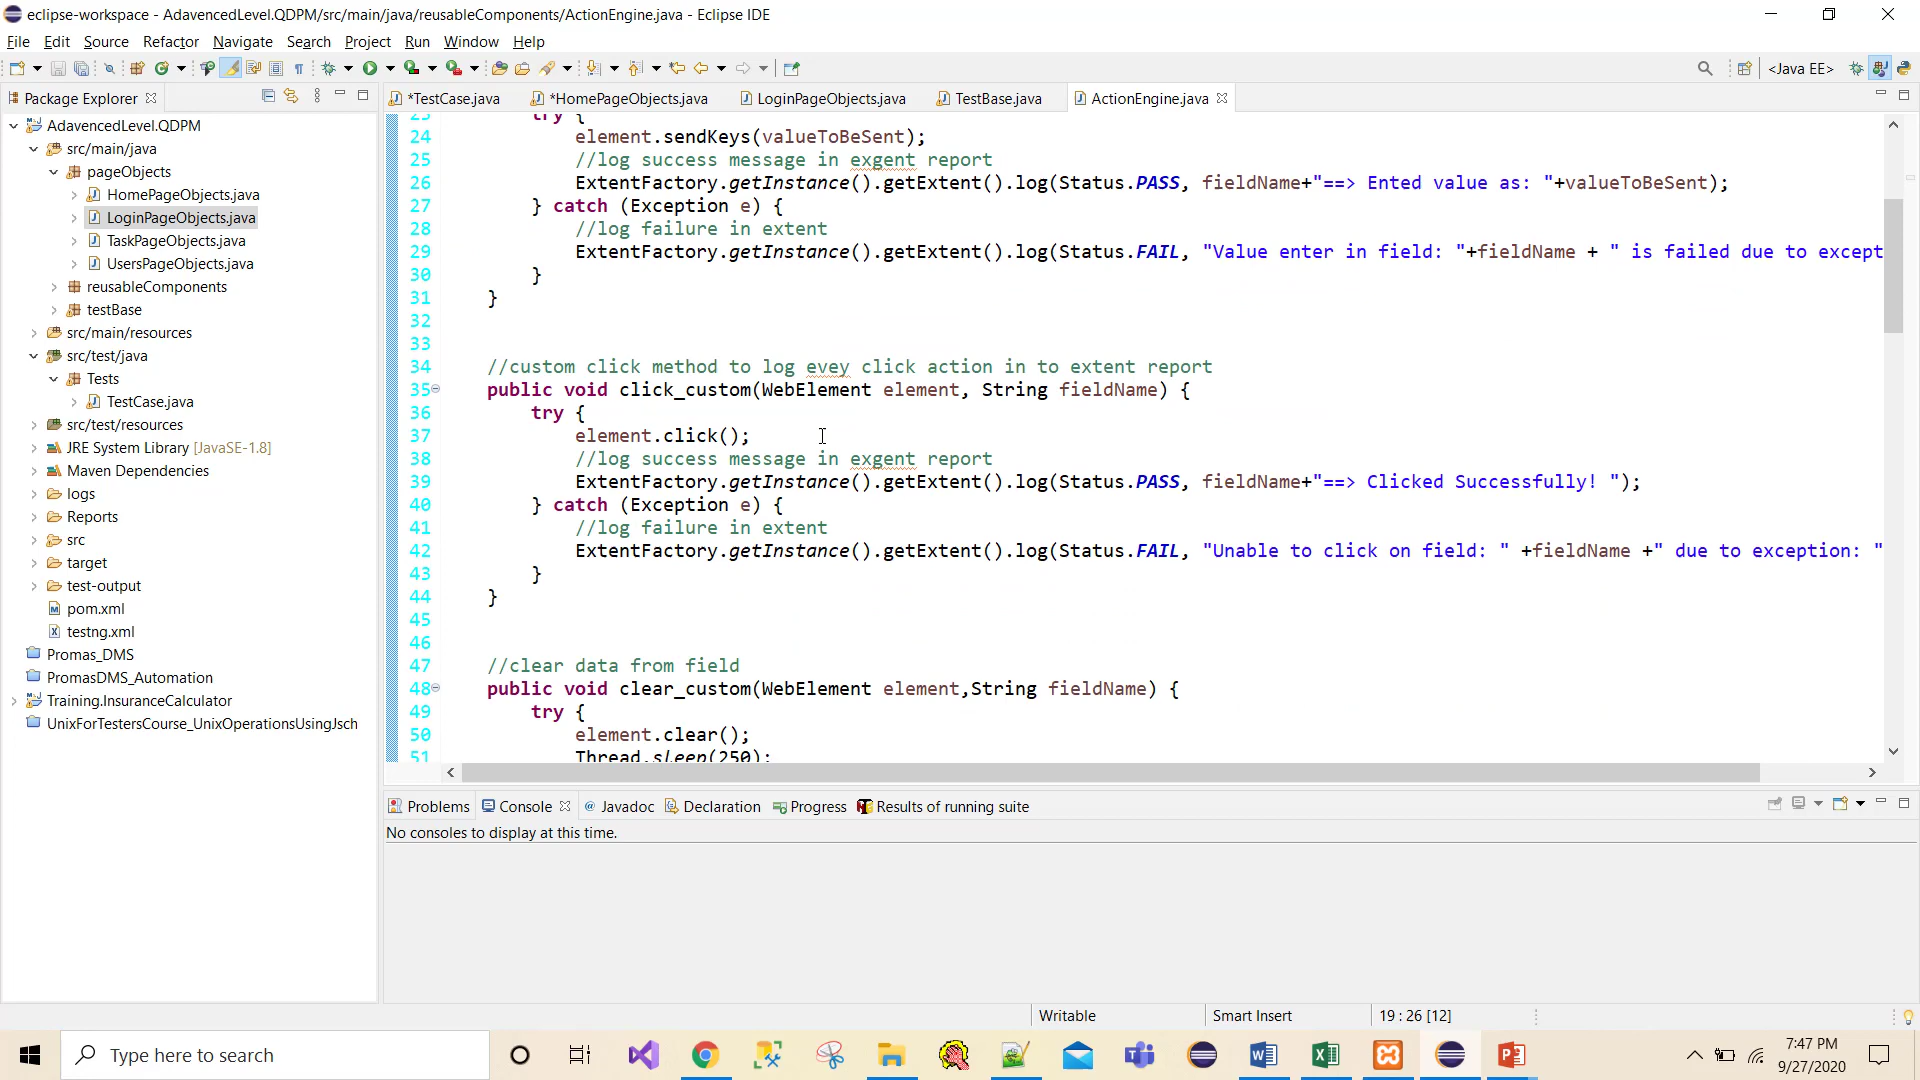 eclipse-workspace - AdavencedLevel.QDPM/src/main/java/reusableComponents/ActionEngine.java - Eclipse IDE
File Edit Source Refactor Navigate Search Project Run Window Help
<Java EE>
Package Explorer
*TestCase.java *HomePageObjects.java LoginPageObjects.java TestBase.java ActionEngine.java
AdavencedLevel.QDPM
src/main/java
pageObjects
HomePageObjects.java
LoginPageObjects.java
TaskPageObjects.java
UsersPageObjects.java
reusableComponents
testBase
src/main/resources
src/test/java
Tests
TestCase.java
src/test/resources
JRE System Library [JavaSE-1.8]
Maven Dependencies
logs
Reports
src
target
test-output
pom.xml
testng.xml
Promas_DMS
PromasDMS_Automation
Training.InsuranceCalculator
UnixForTestersCourse_UnixOperationsUsingJsch
23 try {
24 element.sendKeys(valueToBeSent);
25 //log success message in exgent report
26 ExtentFactory.getInstance().getExtent().log(Status.PASS, fieldName+"==> Ented value as: "+valueToBeSent);
27 } catch (Exception e) {
28 //log failure in extent
29 ExtentFactory.getInstance().getExtent().log(Status.FAIL, "Value enter in field: "+fieldName + " is failed due to except
30 }
31 }
32
33
34 //custom click method to log evey click action in to extent report
35 public void click_custom(WebElement element, String fieldName) {
36 try {
37 element.click();
38 //log success message in exgent report
39 ExtentFactory.getInstance().getExtent().log(Status.PASS, fieldName+"==> Clicked Successfully! ");
40 } catch (Exception e) {
41 //log failure in extent
42 ExtentFactory.getInstance().getExtent().log(Status.FAIL, "Unable to click on field: " +fieldName +" due to exception: "
43 }
44 }
45
46
47 //clear data from field
48 public void clear_custom(WebElement element,String fieldName) {
49 try {
50 element.clear();
51 Thread.sleep(250);
Problems Console Javadoc Declaration Progress Results of running suite
No consoles to display at this time.
Writable Smart Insert 19 : 26 [12]
Type here to search
7:47 PM
9/27/2020